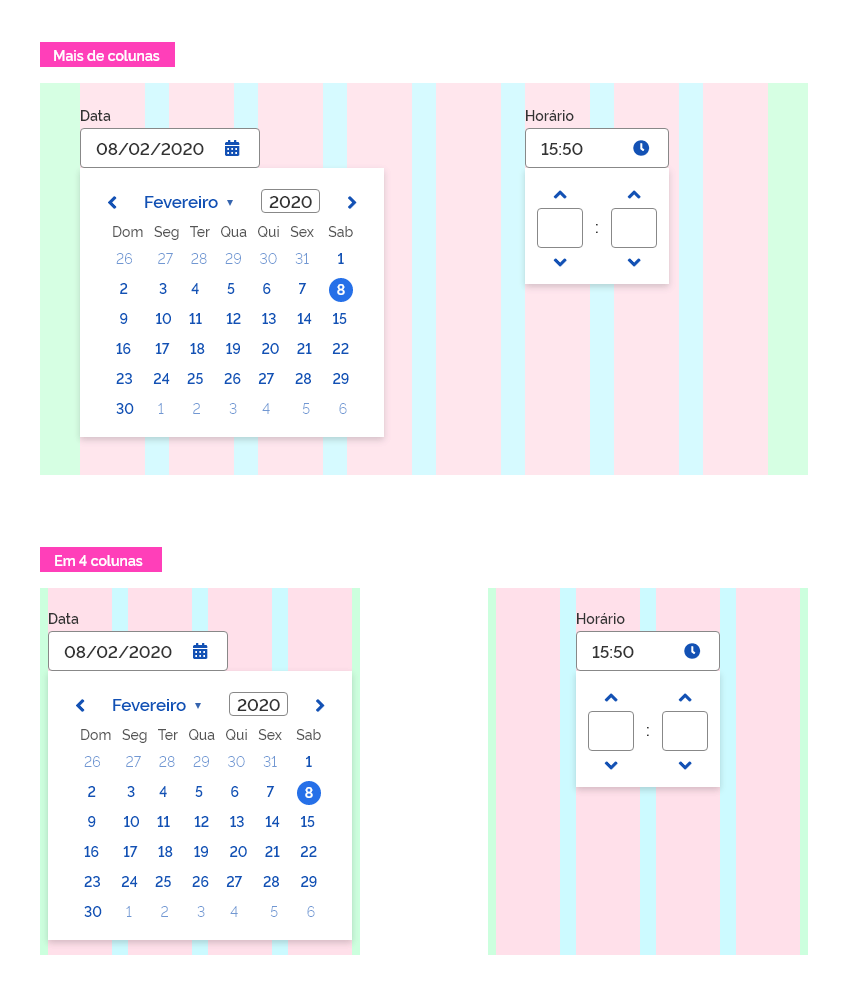 Mais de colunas
Data
Horário
08/02/2020
15:50
Fevereiro ▾ 2020
:
Dom Seg Ter Qua Qui Sex Sab
26 27 28 29 30 31 1
2 3 4 5 6 7 8
9 10 11 12 13 14 15
16 17 18 19 20 21 22
23 24 25 26 27 28 29
30 1 2 3 4 5 6
Em 4 colunas
Data
Horário
08/02/2020
15:50
Fevereiro ▾ 2020
:
Dom Seg Ter Qua Qui Sex Sab
26 27 28 29 30 31 1
2 3 4 5 6 7 8
9 10 11 12 13 14 15
16 17 18 19 20 21 22
23 24 25 26 27 28 29
30 1 2 3 4 5 6